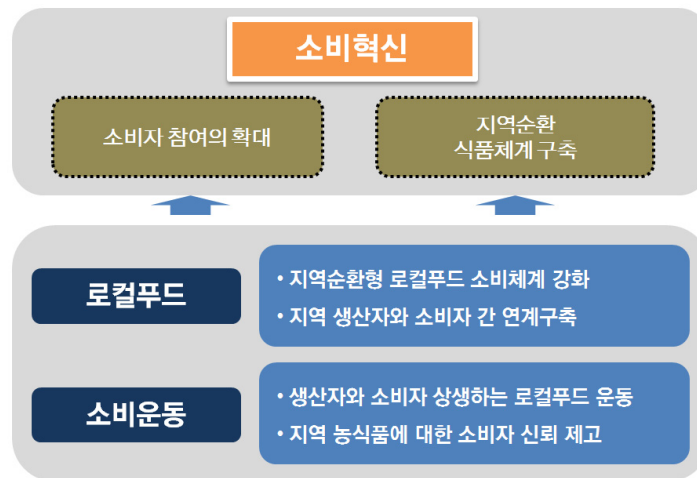 소비혁신
소비자 참여의 확대
지역순환
식품체계 구축
로컬푸드
• 지역순환형 로컬푸드 소비체계 강화
• 지역 생산자와 소비자 간 연계구축
소비운동
• 생산자와 소비자 상생하는 로컬푸드 운동
• 지역 농식품에 대한 소비자 신뢰 제고